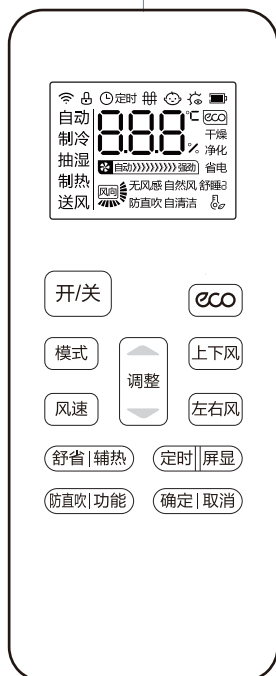 定时
自动 8.8.8 ℃ eco
制冷 干燥
抽湿 % 净化
自动 》》》》》》》》》》 强劲 省电
制热 风向 无风感 自然风 舒睡
送风 防直吹 自清洁
开/关 eco
模式 调整 上下风
风速 左右风
舒省|辅热 定时||屏显
防直吹|功能 确定|取消